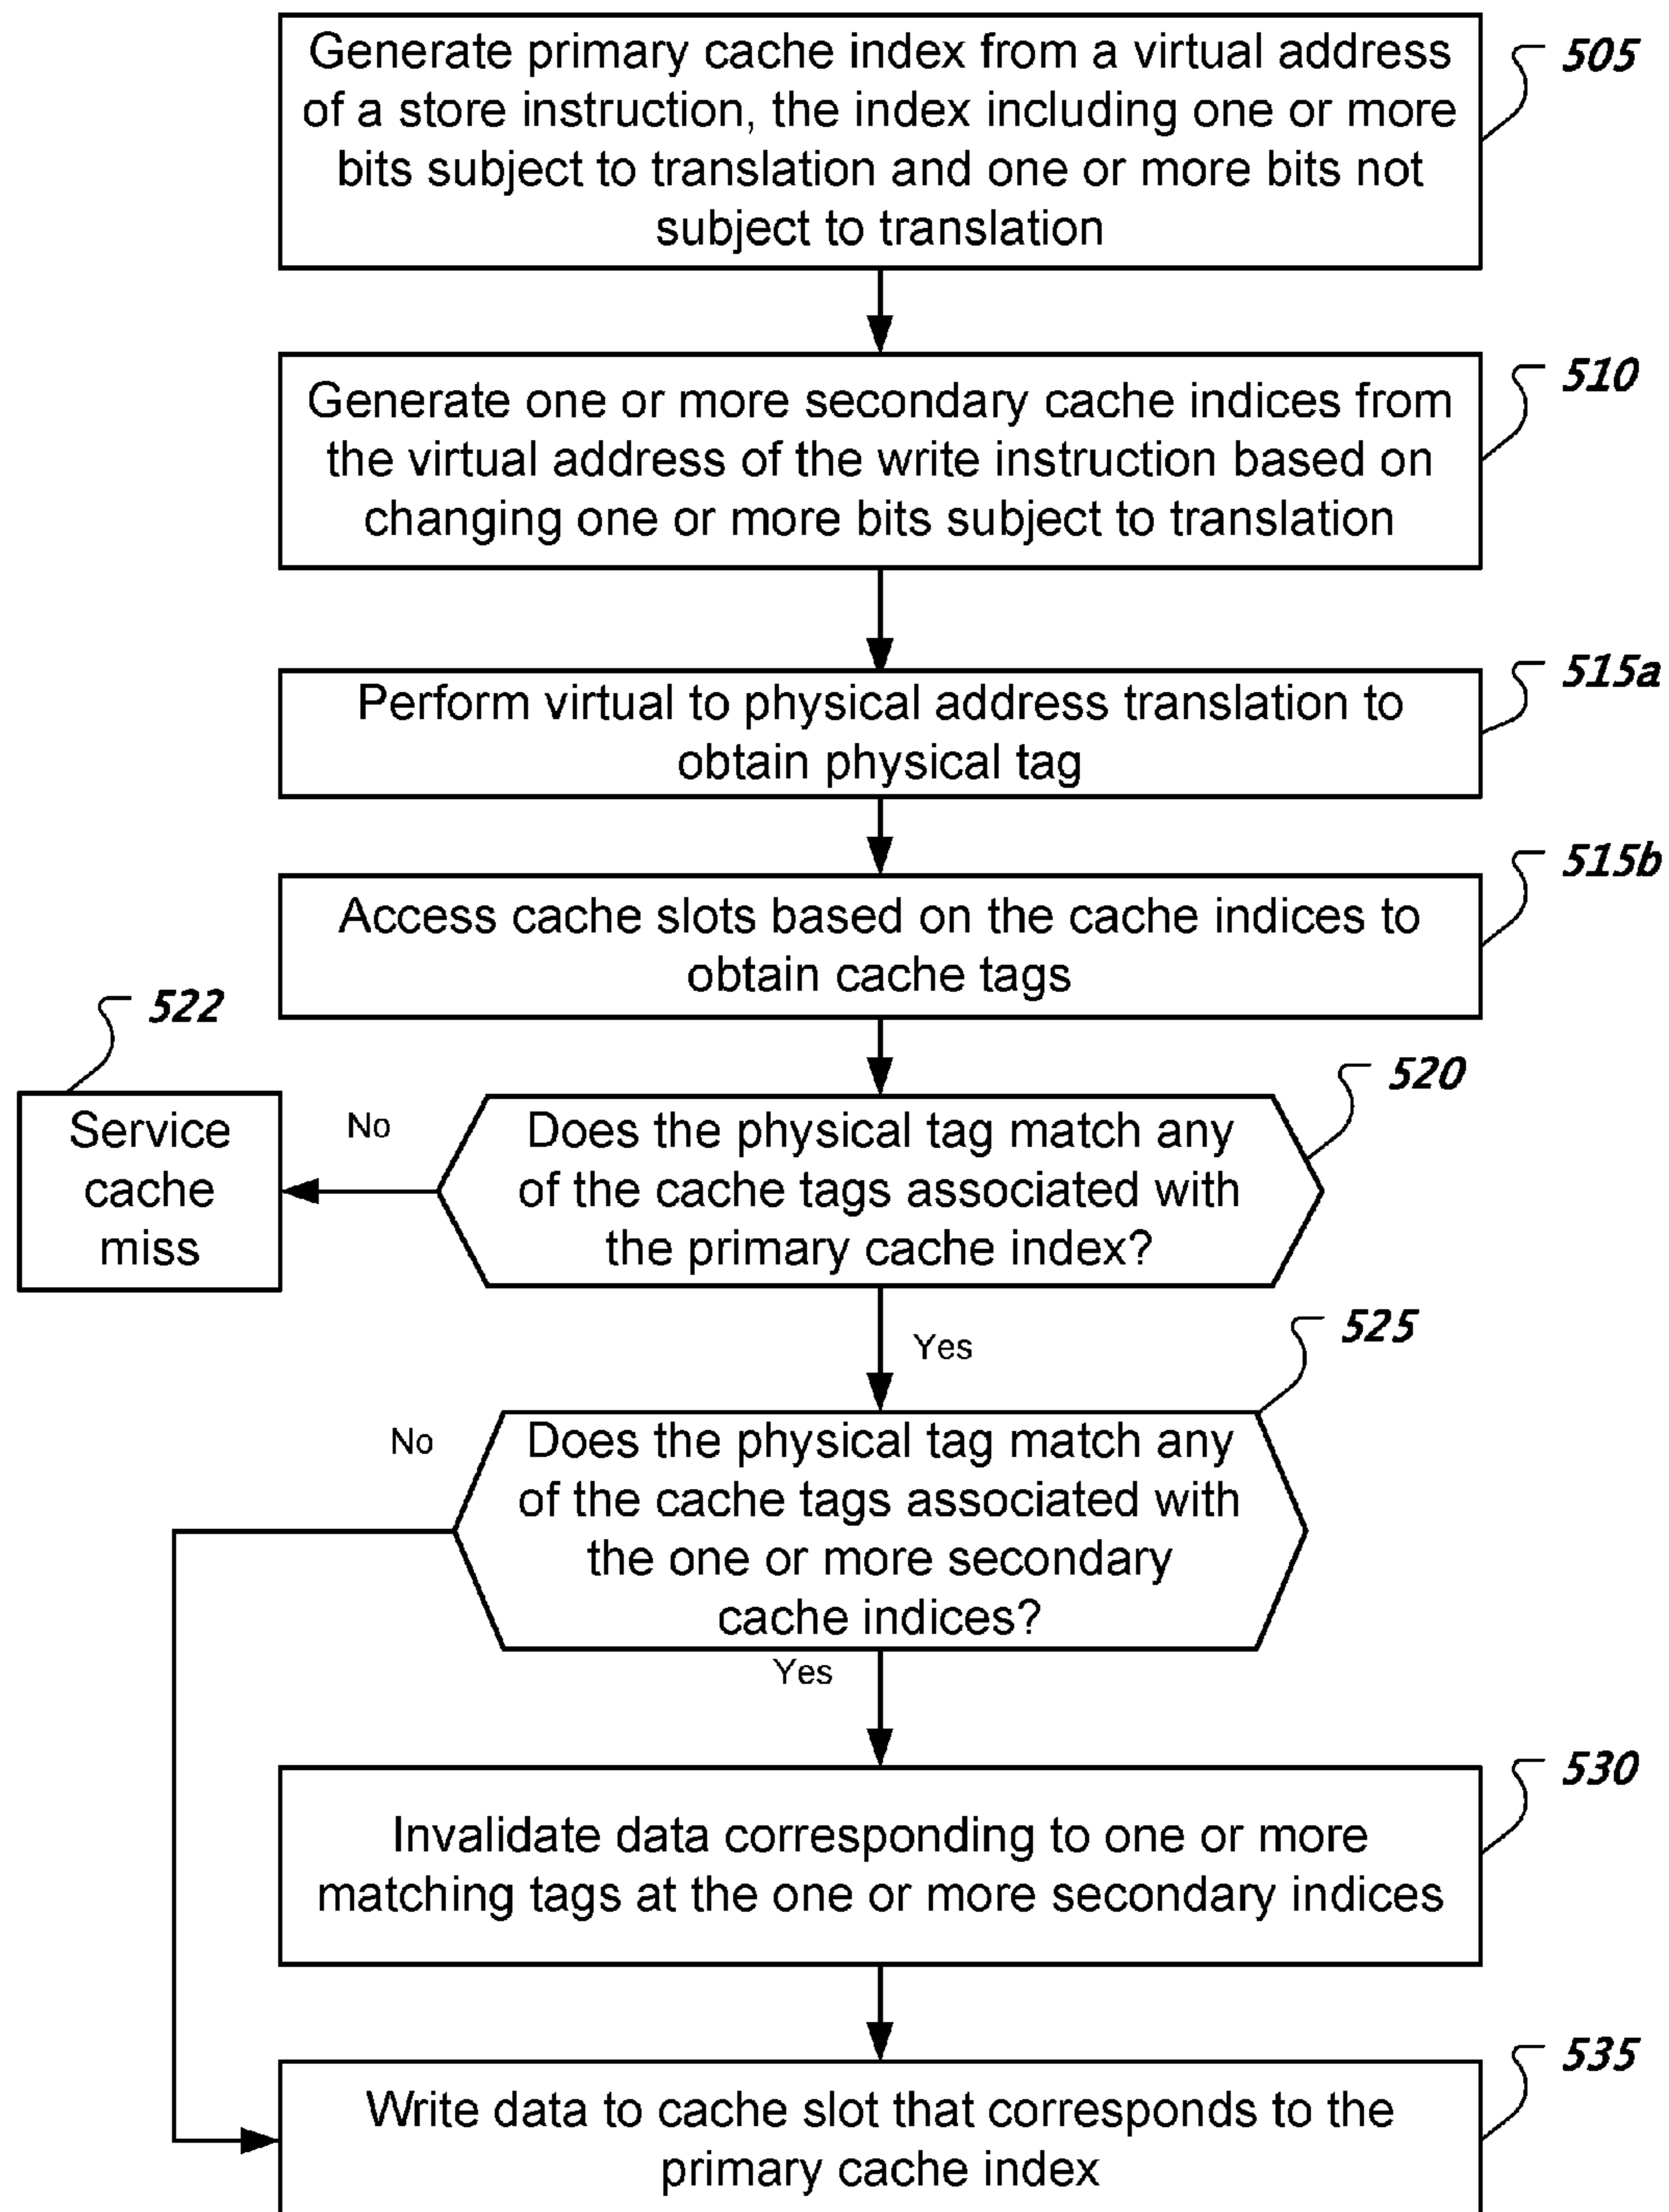 Generate primary cache index from a virtual address
of a store instruction, the index including one or more
bits subject to translation and one or more bits not
subject to translation
505
Generate one or more secondary cache indices from
the virtual address of the write instruction based on
changing one or more bits subject to translation
510
Perform virtual to physical address translation to
obtain physical tag
515a
Access cache slots based on the cache indices to
obtain cache tags
515b
522
Service
cache
miss
No
Does the physical tag match any
of the cache tags associated with
the primary cache index?
520
Yes
525
No
Does the physical tag match any
of the cache tags associated with
the one or more secondary
cache indices?
Yes
Invalidate data corresponding to one or more
matching tags at the one or more secondary indices
530
Write data to cache slot that corresponds to the
primary cache index
535